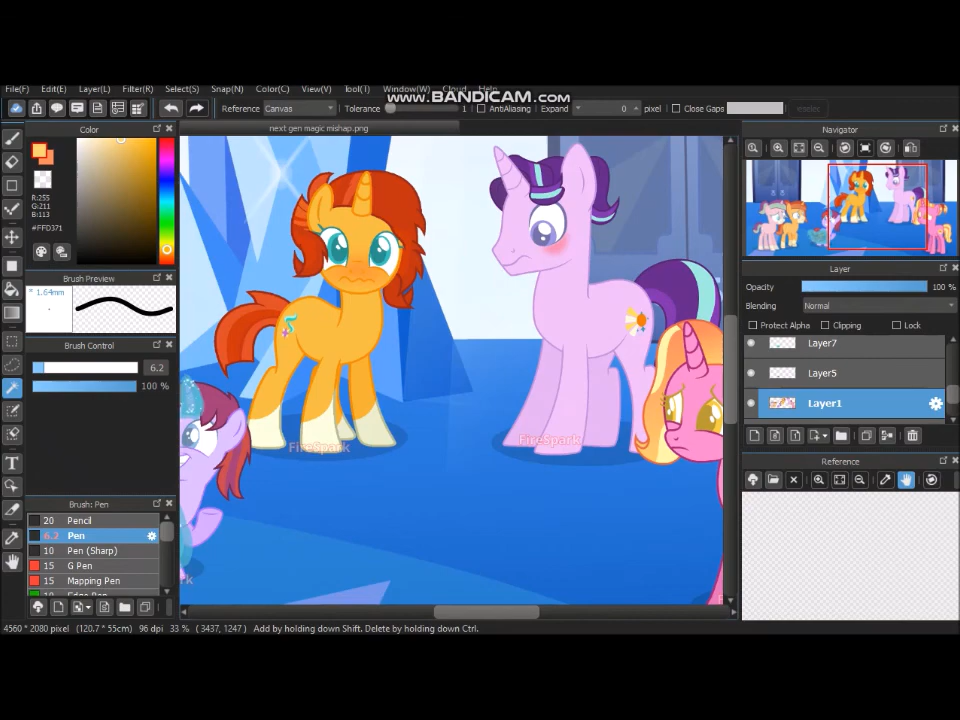 File(F) Edit(E) Layer(L) Filter(R) Select(S) Snap(N) Color(C) View(V) Tool(T) Window(W) Cloud Help
www.BANDICAM.com
Reference Canvas Tolerance 1 AntiAliasing Expand 0 pixel Close Gaps
Color
next gen magic mishap.png
Navigator
R:255
G:211
B:113
#FFD371
Layer
Brush Preview
Opacity 100 %
* 1.64mm
Blending Normal
Protect Alpha Clipping Lock
Brush Control
Layer7
6.2
Layer5
100 %
Layer1
FireSpark
FireSpark
Reference
Brush: Pen
20 Pencil
6.2 Pen
10 Pen (Sharp)
15 G Pen
15 Mapping Pen
4560 * 2080 pixel (120.7 * 55cm) 96 dpi 33 % ( 3437, 1247 ) Add by holding down Shift. Delete by holding down Ctrl.